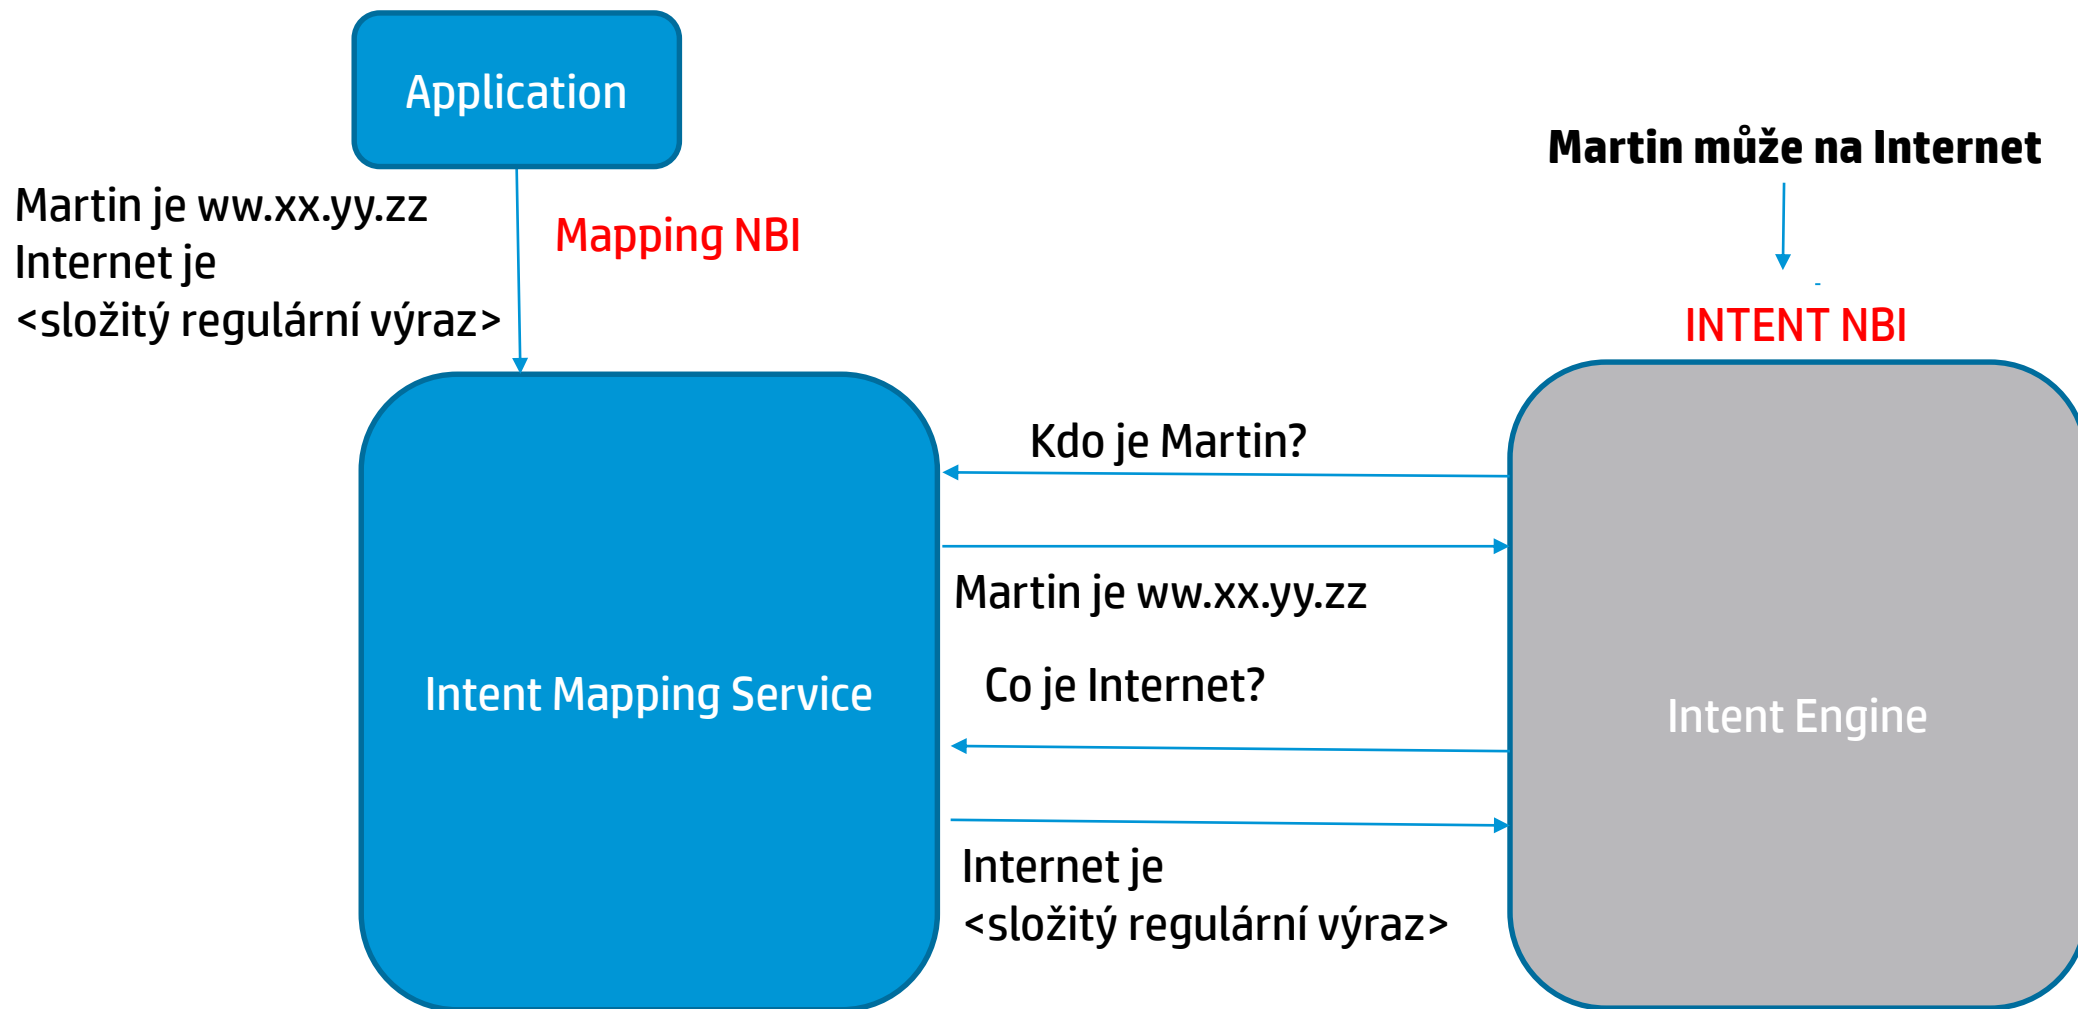 Application
Martin může na Internet
Martin je ww.xx.yy.zz
Internet je
<složitý regulární výraz>
Mapping NBI
INTENT NBI
Kdo je Martin?
Martin je ww.xx.yy.zz
Co je Internet?
Intent Mapping Service
Intent Engine
Internet je
<složitý regulární výraz>